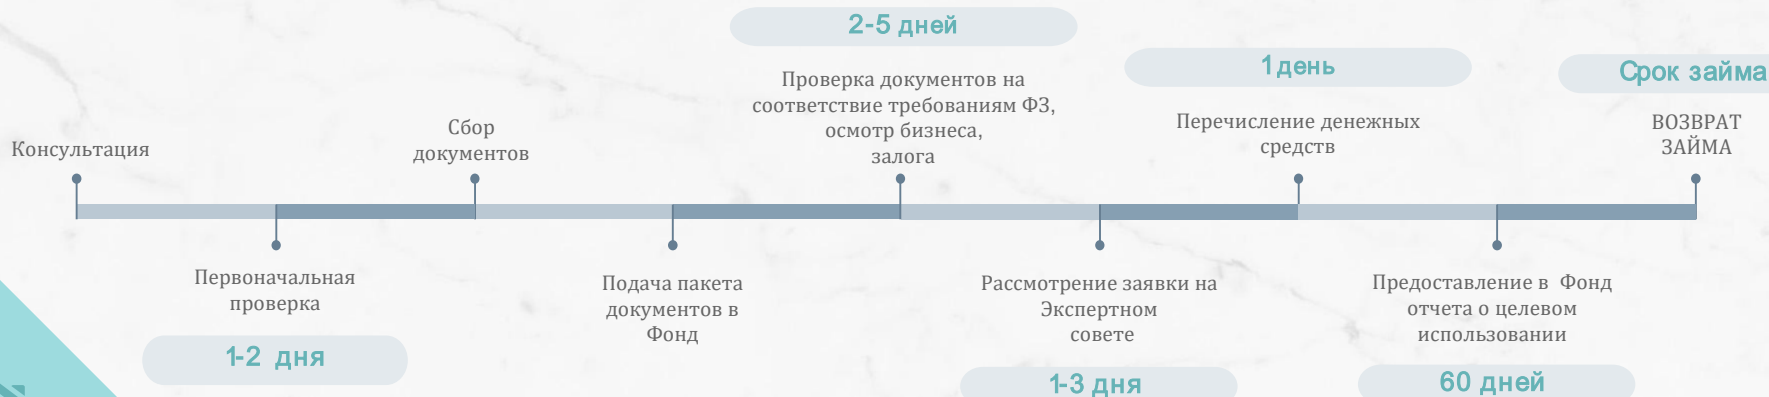 Консультация
Первоначальная
проверка
1-2 дня
Сбор
документов
Подача пакета
документов в
Фонд
2-5 дней
Проверка документов на
соответствие требованиям ФЗ,
осмотр бизнеса,
залога
Рассмотрение заявки на
Экспертном
совете
1-3 дня
1 день
Перечисление денежных
средств
Предоставление в Фонд
отчета о целевом
использовании
60 дней
Срок займа
ВОЗВРАТ
ЗАЙМА